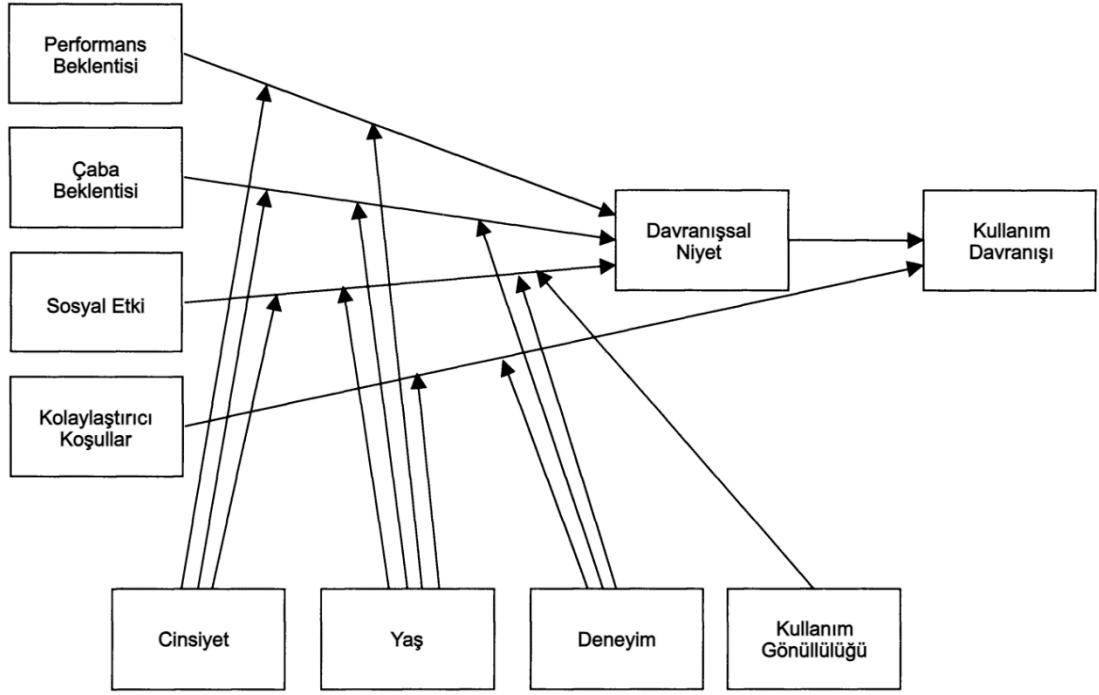 Performans
Beklentisi
Çaba
Beklentisi
Sosyal Etki
Kolaylaştırıcı
Koşullar
Davranışsal
Niyet
Kullanım
Davranışı
Cinsiyet
Yaş
Deneyim
Kullanım
Gönüllülüğü